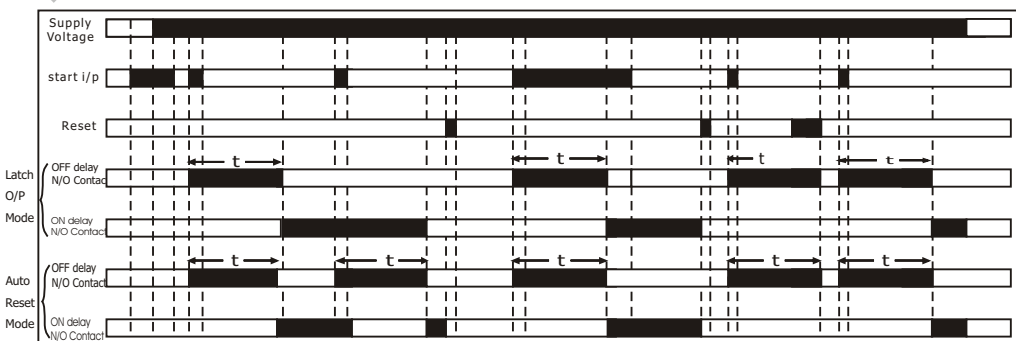 Supply
Voltage
start i/p
Reset
Latch
O/P
Mode
OFF delay
N/O Contact
t
t
t
t
ON delay
N/O Contact
Auto
Reset
Mode
OFF delay
N/O Contact
t
t
t
t
t
ON delay
N/O Contact